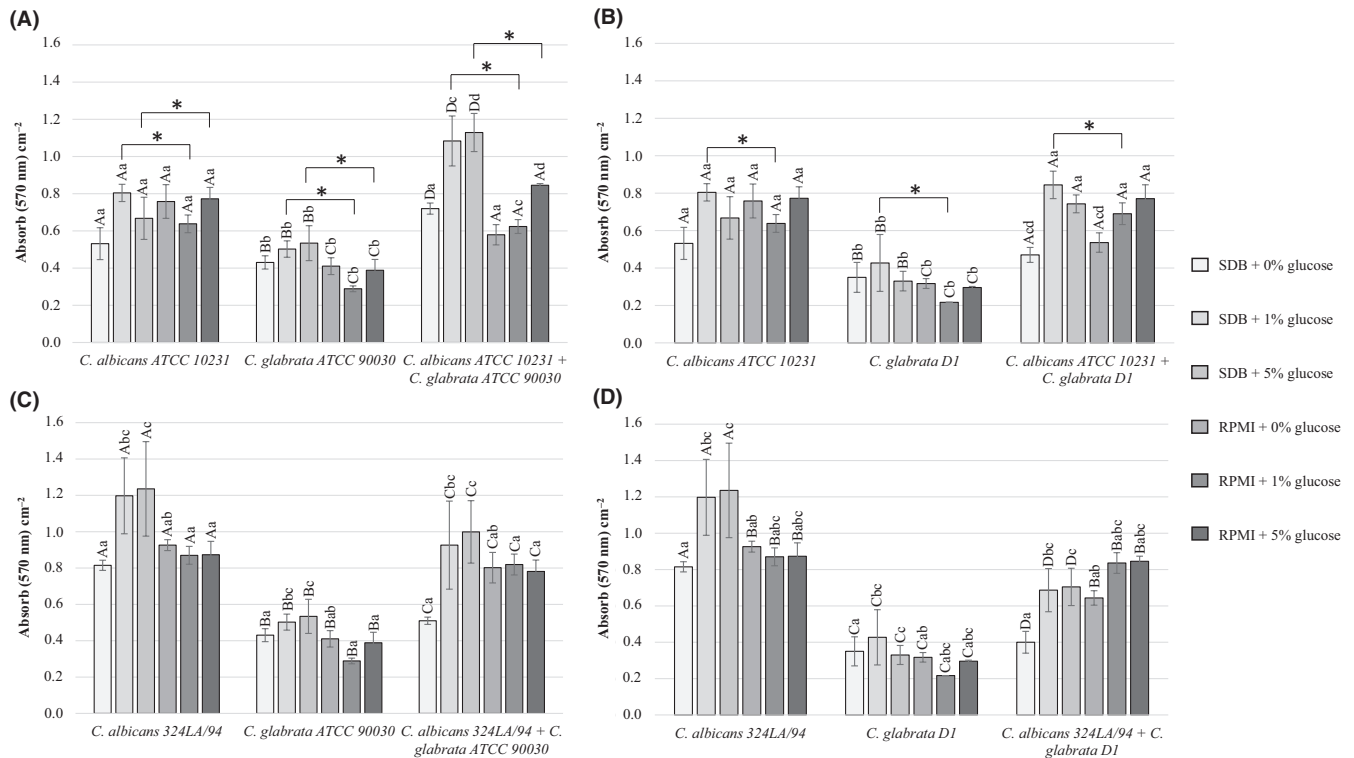 (A)
Absorb (570 nm) cm⁻²
1.6
1.4
1.2
1.0
0.8
0.6
0.4
0.2
0.0
* * * * * *
Aa Aa Aa Aa Aa Aa
Bb Bb Bb Cb Cb Cb
Da Dc Dd Aa Ac Ad
C. albicans ATCC 10231
C. glabrata ATCC 90030
C. albicans ATCC 10231 +
C. glabrata ATCC 90030
(B)
Abosrb (570 nm) cm⁻²
1.6
1.4
1.2
1.0
0.8
0.6
0.4
0.2
0.0
* * *
Aa Aa Aa Aa Aa Aa
Bb Bb Bb Cb Cb Cb
Acd Aa Aa Acd Aa Aa
C. albicans ATCC 10231
C. glabrata D1
C. albicans ATCC 10231 +
C. glabrata D1
SDB + 0% glucose
SDB + 1% glucose
SDB + 5% glucose
RPMI + 0% glucose
RPMI + 1% glucose
RPMI + 5% glucose
(C)
Absorb (570 nm) cm⁻²
1.6
1.4
1.2
1.0
0.8
0.6
0.4
0.2
0.0
Aa Abc Ac Aab Aa Aa
Ba Bbc Bc Bab Ba Ba
Ca Cbc Cc Cab Ca Ca
C. albicans 324LA/94
C. glabrata ATCC 90030
C. albicans 324LA/94 + C.
glabrata ATCC 90030
(D)
Absorb (570 nm) cm⁻²
1.6
1.4
1.2
1.0
0.8
0.6
0.4
0.2
0.0
Aa Abc Ac Bab Babc Babc
Ca Cbc Cc Cab Cabc Cabc
Da Dbc Dc Bab Babc Babc
C. albicans 324LA/94
C. glabrata D1
C. albicans 324LA/94 + C.
glabrata D1